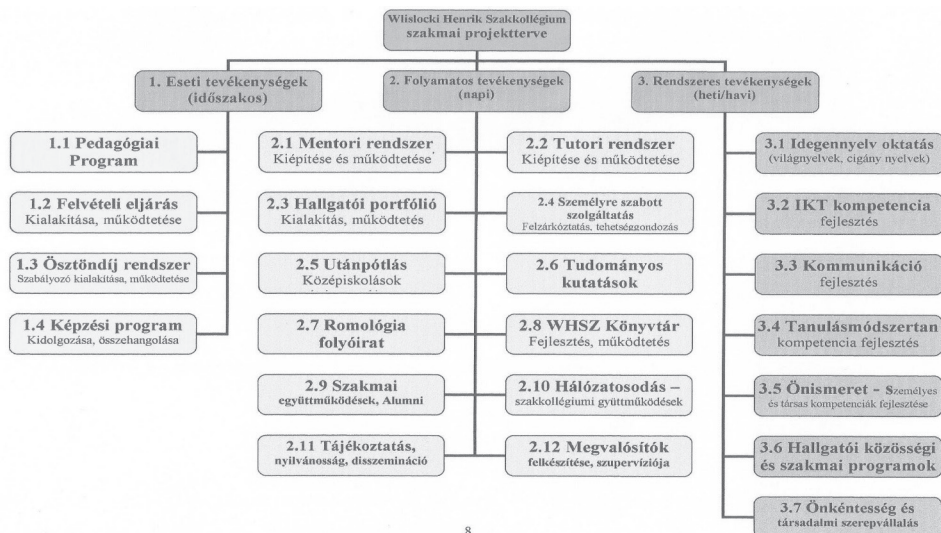 Wlislocki Henrik Szakkollégium
szakmai projektterve
1. Eseti tevékenységek
(időszakos)
2. Folyamatos tevékenységek
(napi)
3. Rendszeres tevékenységek
(heti/havi)
1.1 Pedagógiai
Program
1.2 Felvételi eljárás
Kialakítása, működtetése
1.3 Ösztöndíj rendszer
Szabályozó kialakítása, működtetése
1.4 Képzési program
Kidolgozása, összehangolása
2.1 Mentori rendszer
Kiépítése és működtetése
2.2 Tutori rendszer
Kiépítése és működtetése
2.3 Hallgatói portfólió
Kialakítás, működtetés
2.4 Személyre szabott
szolgáltatás
Felzárkóztatás, tehetséggondozás
2.5 Utánpótlás
Középiskolások
2.6 Tudományos
kutatások
2.7 Romológia
folyóirat
2.8 WHSZ Könyvtár
Fejlesztés, működtetés
2.9 Szakmai
együttműködések, Alumni
2.10 Hálózatosodás –
szakkollégiumi gyüttműködések
2.11 Tájékoztatás,
nyilvánosság, disszemináció
2.12 Megvalósítók
felkészítése, szupervíziója
3.1 Idegennyelv oktatás
(világnyelvek, cigány nyelvek)
3.2 IKT kompetencia
fejlesztés
3.3 Kommunikáció
fejlesztés
3.4 Tanulásmódszertan
kompetencia fejlesztés
3.5 Önismeret - személyes
és társas kompetenciák fejlesztése
3.6 Hallgatói közösségi
és szakmai programok
3.7 Önkéntesség és
társadalmi szerepvállalás
8